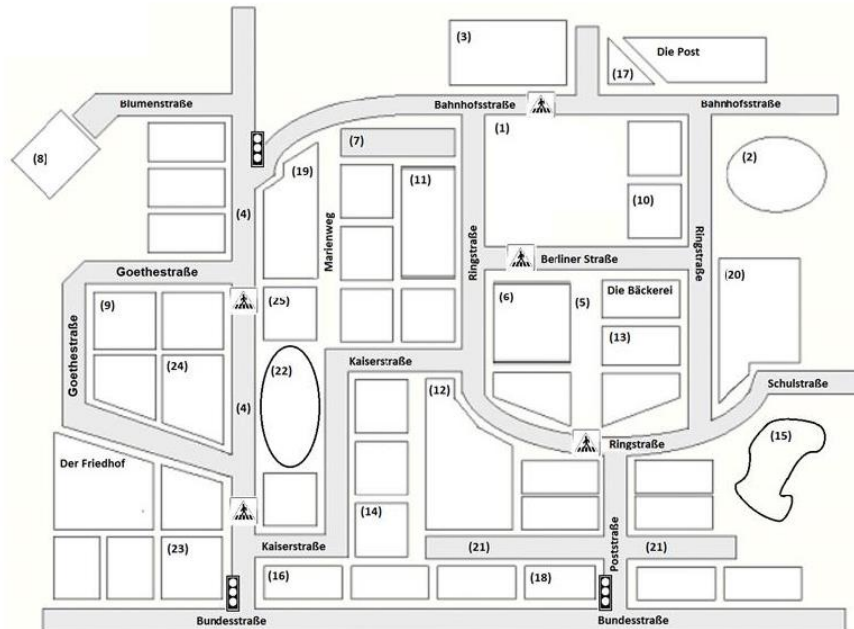 (3)
Die Post
(17)
Blumenstraße
Bahnhofsstraße
Bahnhofsstraße
(1)
(7)
(8)
(19)
(11)
(2)
(10)
(4)
Marienweg
Ringstraße
Ringstraße
Berliner Straße
Goethestraße
(20)
(9)
(25)
(6)
(5)
Die Bäckerei
Goethestraße
(13)
(24)
(22)
Kaiserstraße
(4)
(12)
Schulstraße
(15)
Ringstraße
Der Friedhof
(14)
(23)
Kaiserstraße
(21)
Poststraße
(21)
(16)
(18)
Bundesstraße
Bundesstraße